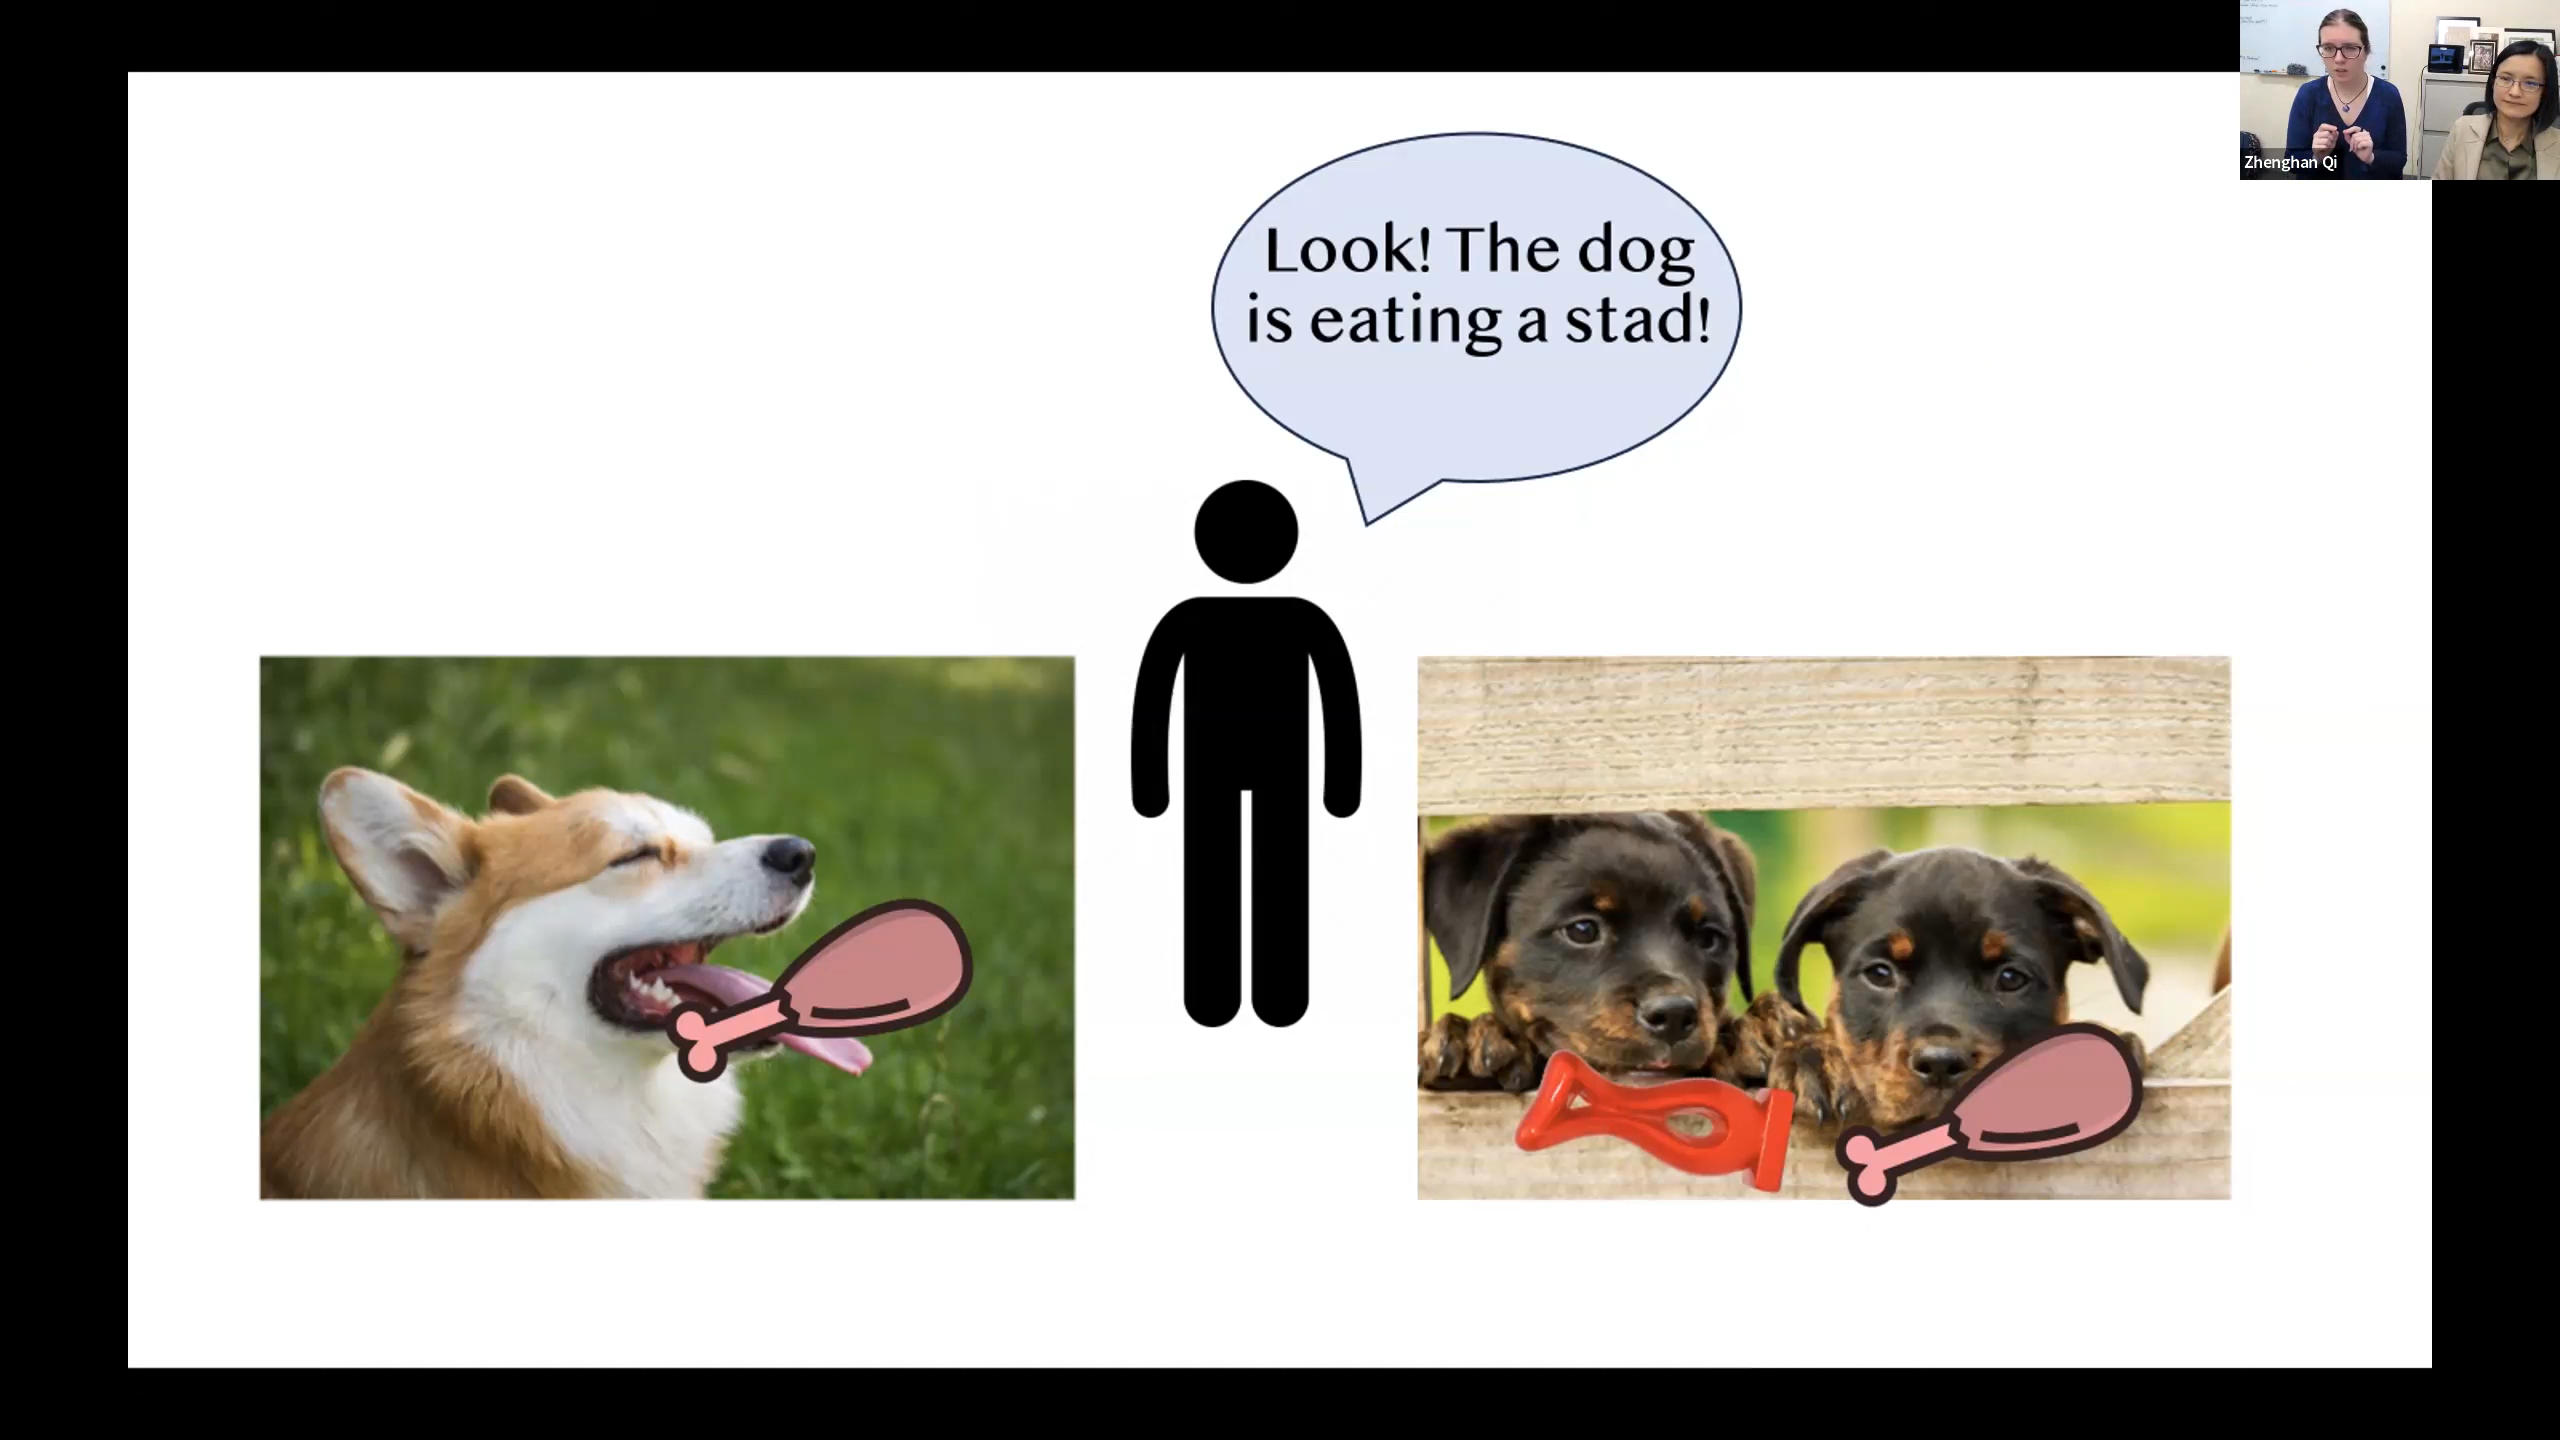 Look! The dog
is eating a stad!
Zhenghan Qi